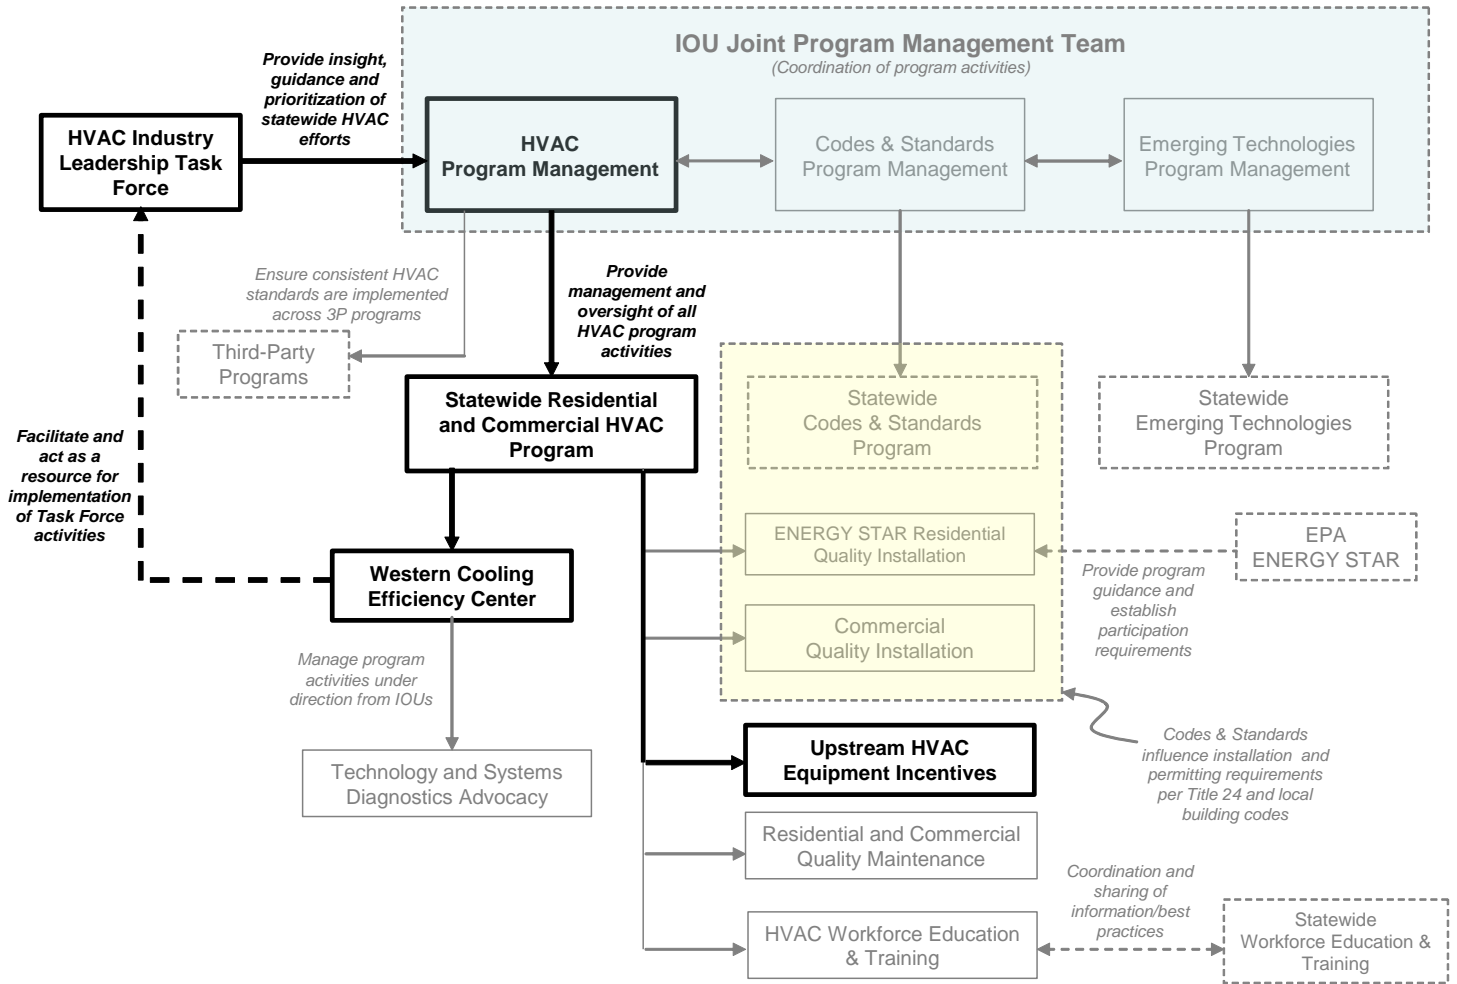 IOU Joint Program Management Team
(Coordination of program activities)
Provide insight,
guidance and
prioritization of
statewide HVAC
efforts
HVAC Industry
Leadership Task
Force
HVAC
Program Management
Codes & Standards
Program Management
Emerging Technologies
Program Management
Ensure consistent HVAC
standards are implemented
across 3P programs
Provide
management and
oversight of all
HVAC program
activities
Third-Party
Programs
Statewide Residential
and Commercial HVAC
Program
Statewide
Codes & Standards
Program
Statewide
Emerging Technologies
Program
Facilitate and
act as a
resource for
implementation
of Task Force
activities
ENERGY STAR Residential
Quality Installation
EPA
ENERGY STAR
Western Cooling
Efficiency Center
Provide program
guidance and
establish
participation
requirements
Commercial
Quality Installation
Manage program
activities under
direction from IOUs
Upstream HVAC
Equipment Incentives
Codes & Standards
influence installation and
permitting requirements
per Title 24 and local
building codes
Technology and Systems
Diagnostics Advocacy
Residential and Commercial
Quality Maintenance
Coordination and
sharing of
information/best
practices
HVAC Workforce Education
& Training
Statewide
Workforce Education &
Training